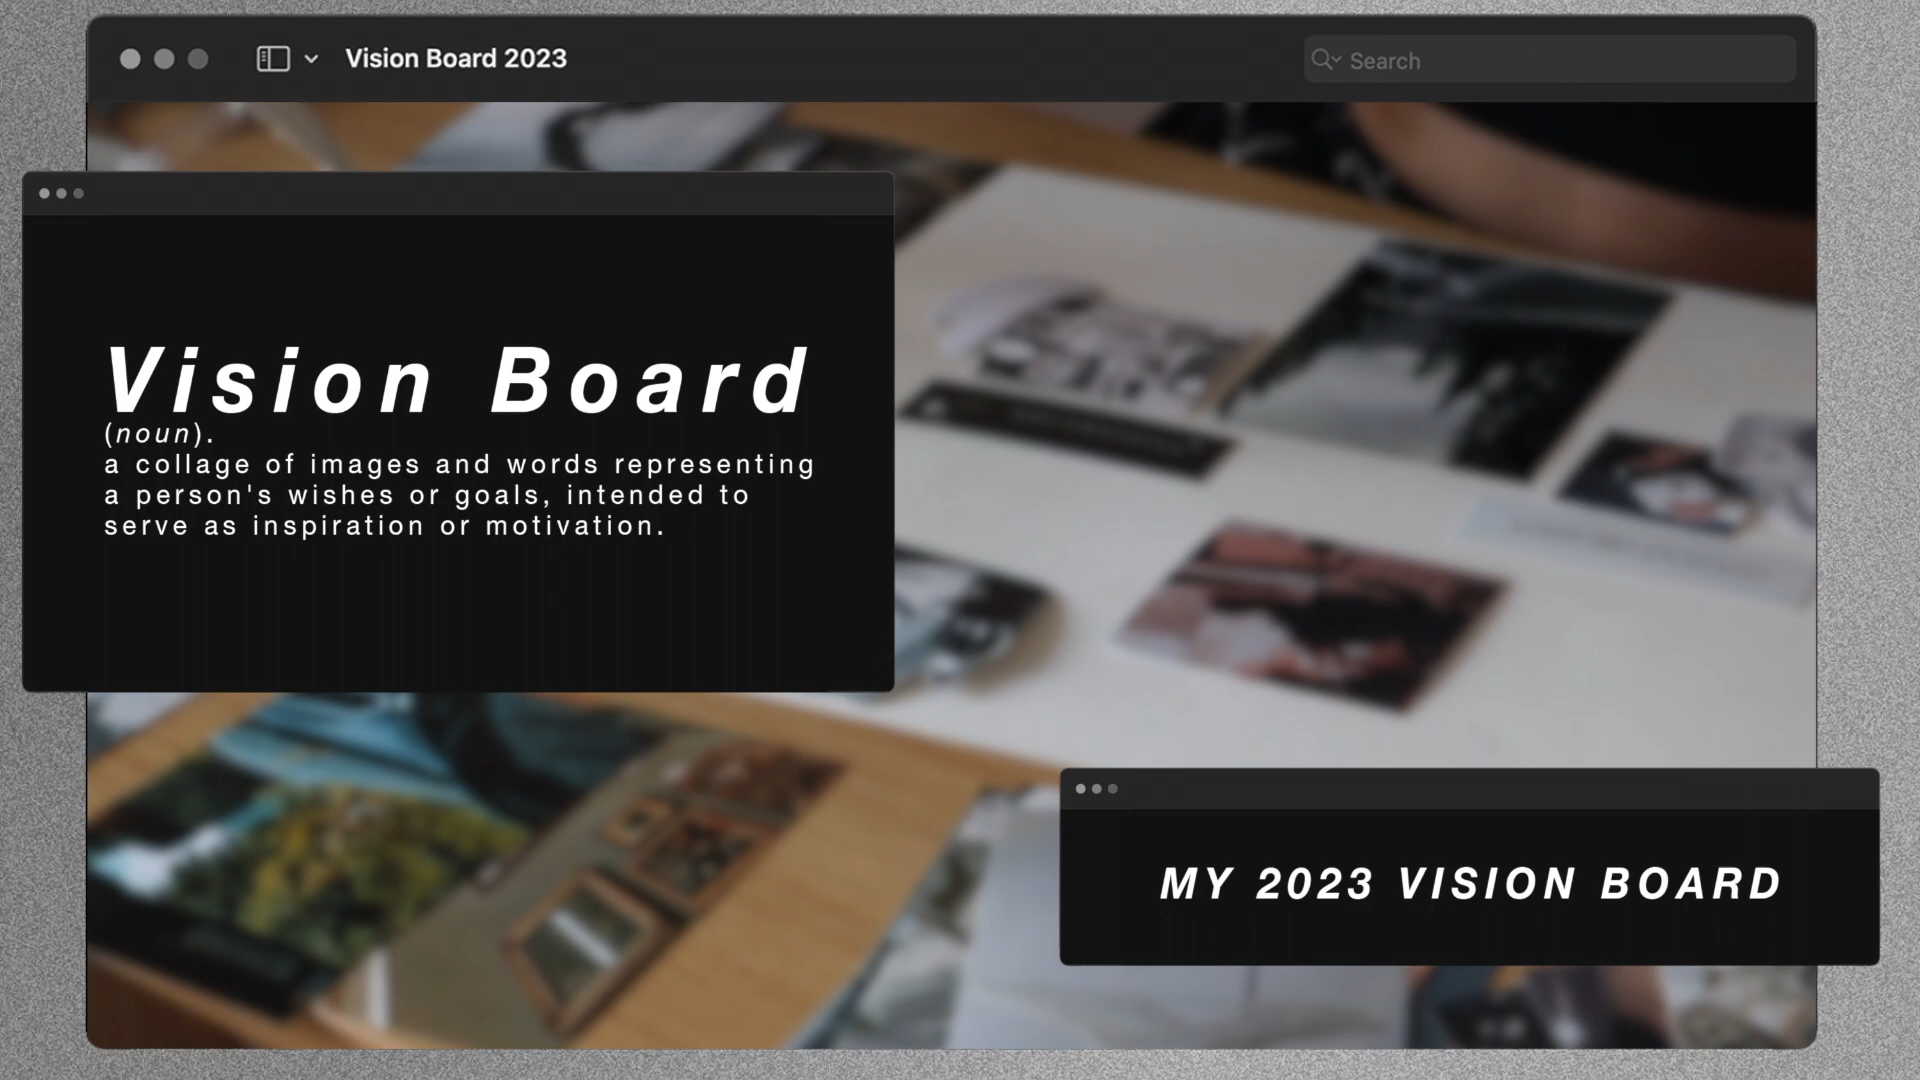 Vision Board 2023
Search
Vision Board
(noun).
a collage of images and words representing
a person's wishes or goals, intended to
serve as inspiration or motivation.
MY 2023 VISION BOARD